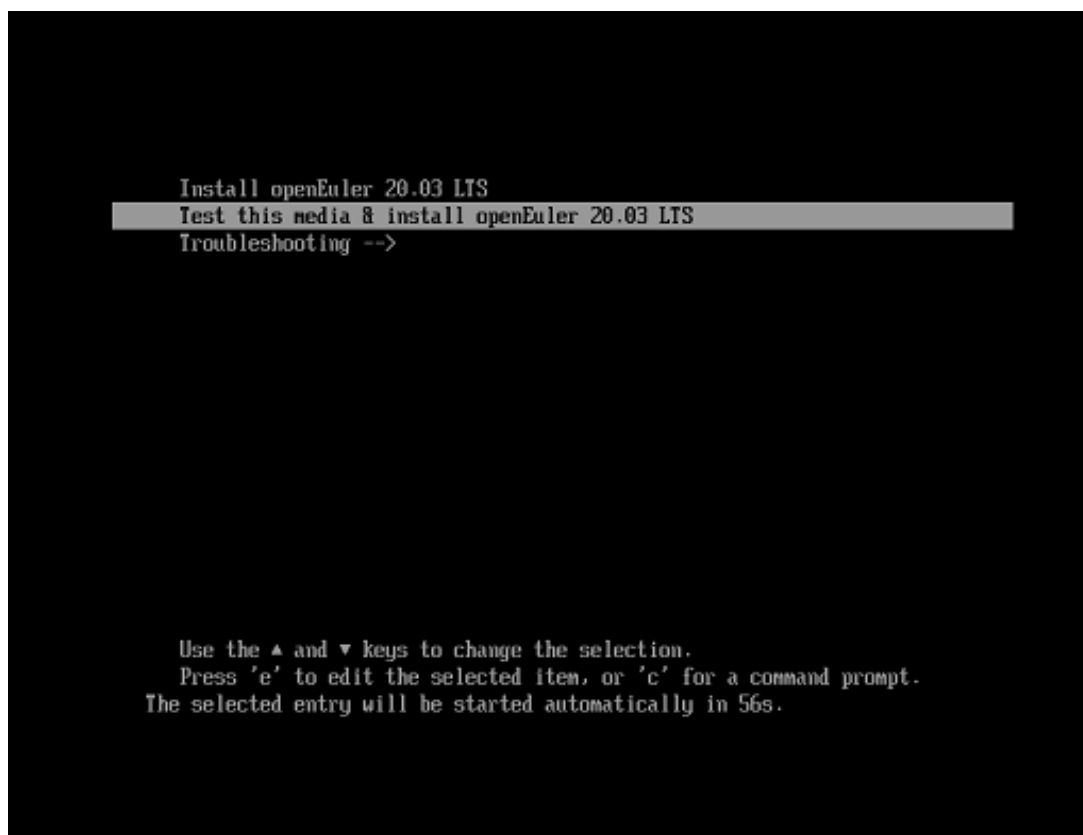 Install openEuler 20.03 LTS
Test this media & install openEuler 20.03 LTS
Troubleshooting -->
Use the ▲ and ▼ keys to change the selection.
Press 'e' to edit the selected item, or 'c' for a command prompt.
The selected entry will be started automatically in 56s.